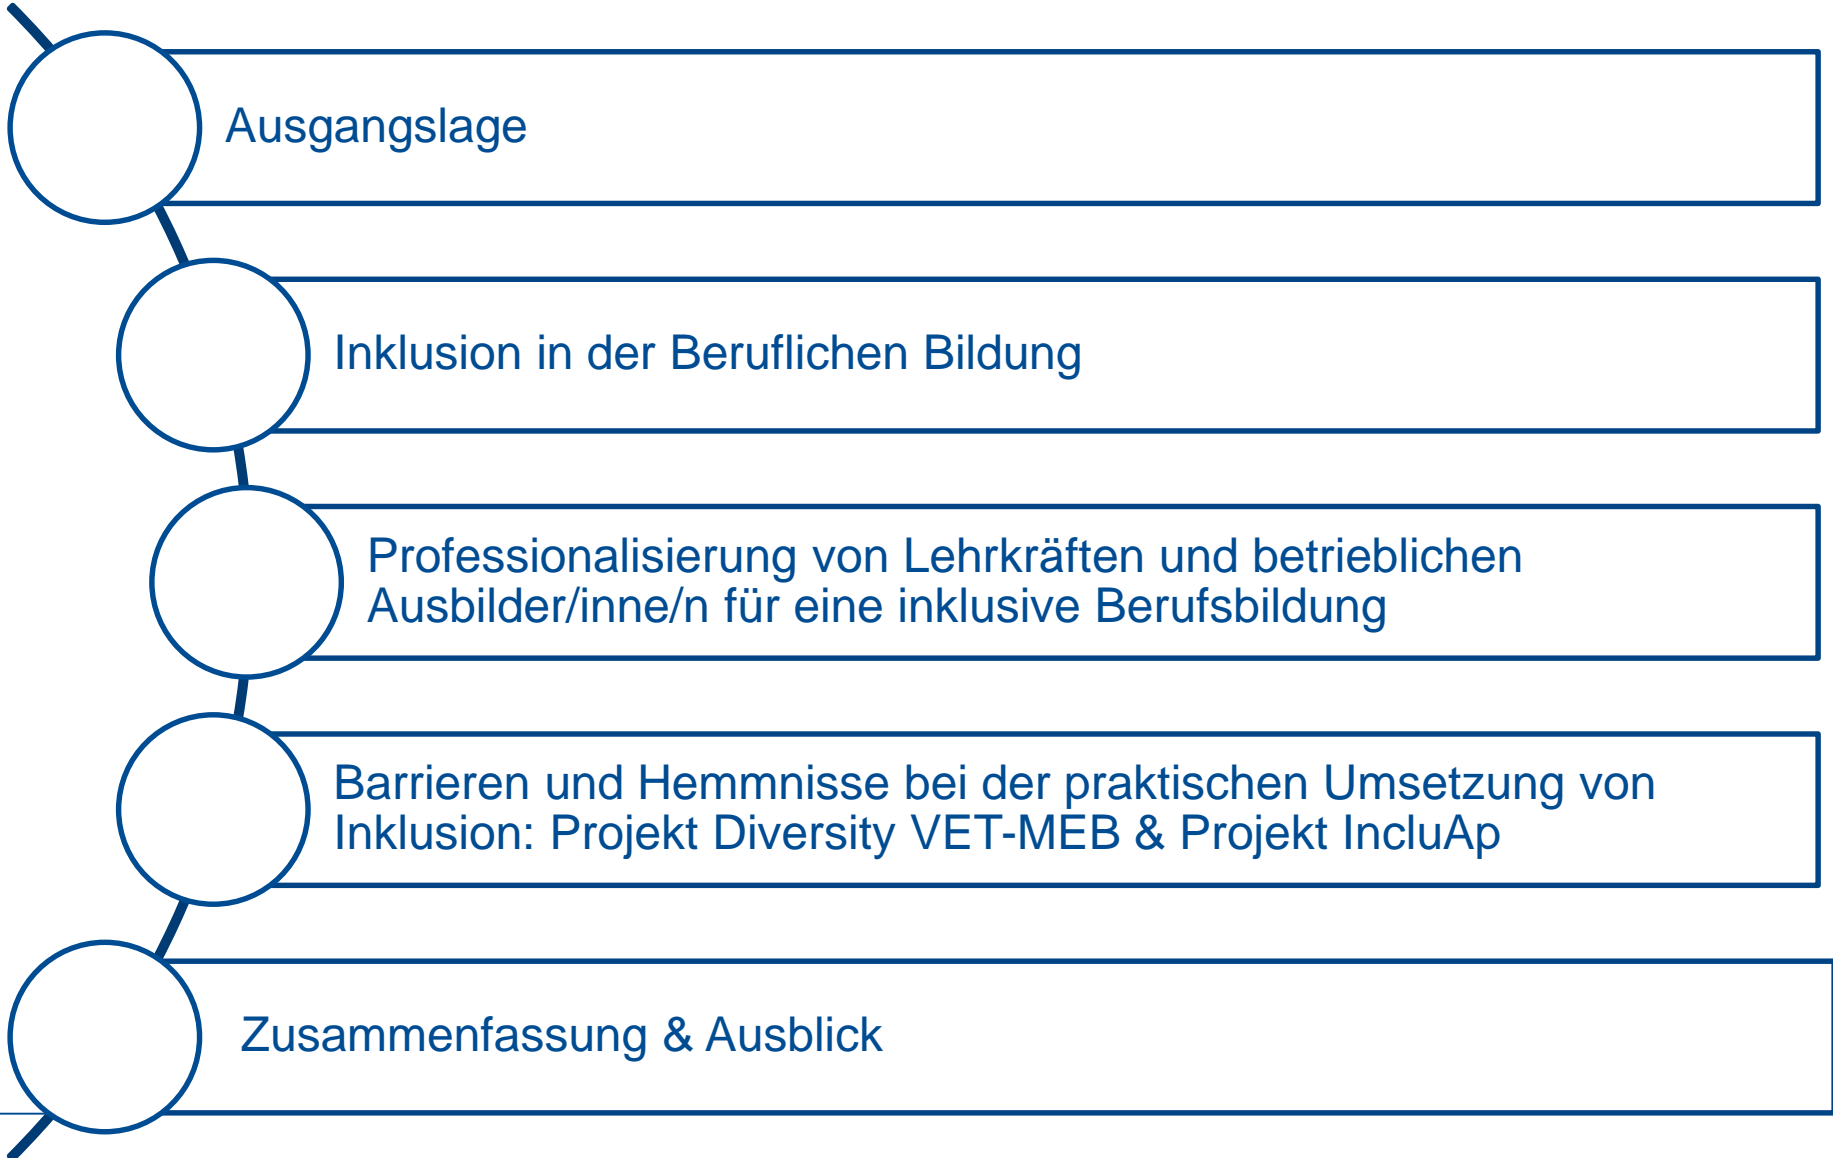 Ausgangslage
Inklusion in der Beruflichen Bildung
Professionalisierung von Lehrkräften und betrieblichen
Ausbilder/inne/n für eine inklusive Berufsbildung
Barrieren und Hemmnisse bei der praktischen Umsetzung von
Inklusion: Projekt Diversity VET-MEB & Projekt IncluAp
Zusammenfassung & Ausblick